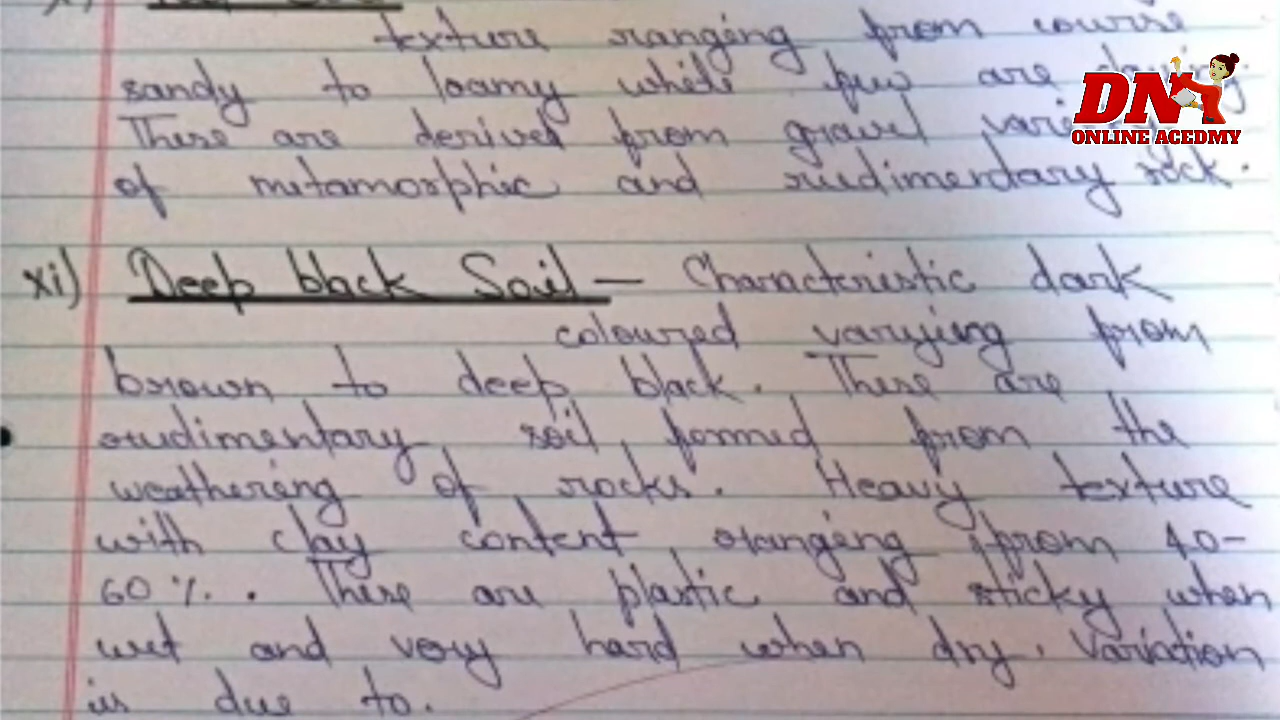 x)
texture ranging from course
sandy to loamy while few are
These are derived from gravel variety
of metamorphic and rudimentary rock.
xi) Deep black Soil — Characteristic dark
coloured varying from
brown to deep black. These are
rudimentary soil formed from the
weathering of rocks. Heavy texture
with clay content ranging from 40-
60%. These are plastic and sticky when
wet and very hard when dry. Variation
is due to.
DN
ONLINE ACEDMY